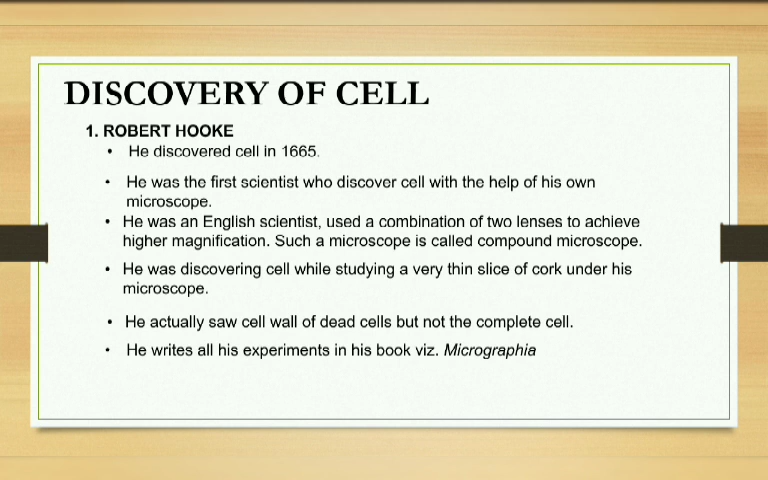 DISCOVERY OF CELL
1. ROBERT HOOKE
• He discovered cell in 1665.
• He was the first scientist who discover cell with the help of his own
microscope.
• He was an English scientist, used a combination of two lenses to achieve
higher magnification. Such a microscope is called compound microscope.
• He was discovering cell while studying a very thin slice of cork under his
microscope.
• He actually saw cell wall of dead cells but not the complete cell.
• He writes all his experiments in his book viz. Micrographia